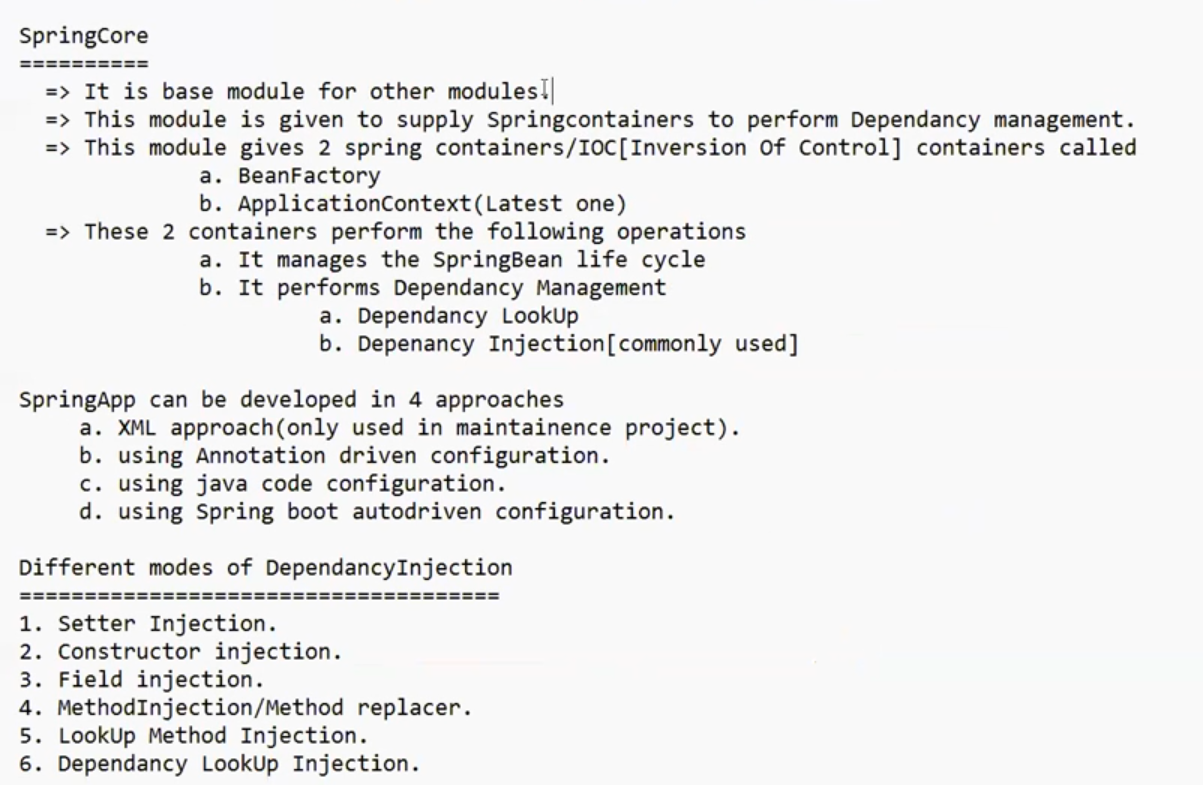 SpringCore
==========
=> It is base module for other modules.
=> This module is given to supply Springcontainers to perform Dependancy management.
=> This module gives 2 spring containers/IOC[Inversion Of Control] containers called
a. BeanFactory
b. ApplicationContext(Latest one)
=> These 2 containers perform the following operations
a. It manages the SpringBean life cycle
b. It performs Dependancy Management
a. Dependancy LookUp
b. Depenancy Injection[commonly used]
SpringApp can be developed in 4 approaches
a. XML approach(only used in maintainence project).
b. using Annotation driven configuration.
c. using java code configuration.
d. using Spring boot autodriven configuration.
Different modes of DependancyInjection
=====================================
1. Setter Injection.
2. Constructor injection.
3. Field injection.
4. MethodInjection/Method replacer.
5. LookUp Method Injection.
6. Dependancy LookUp Injection.